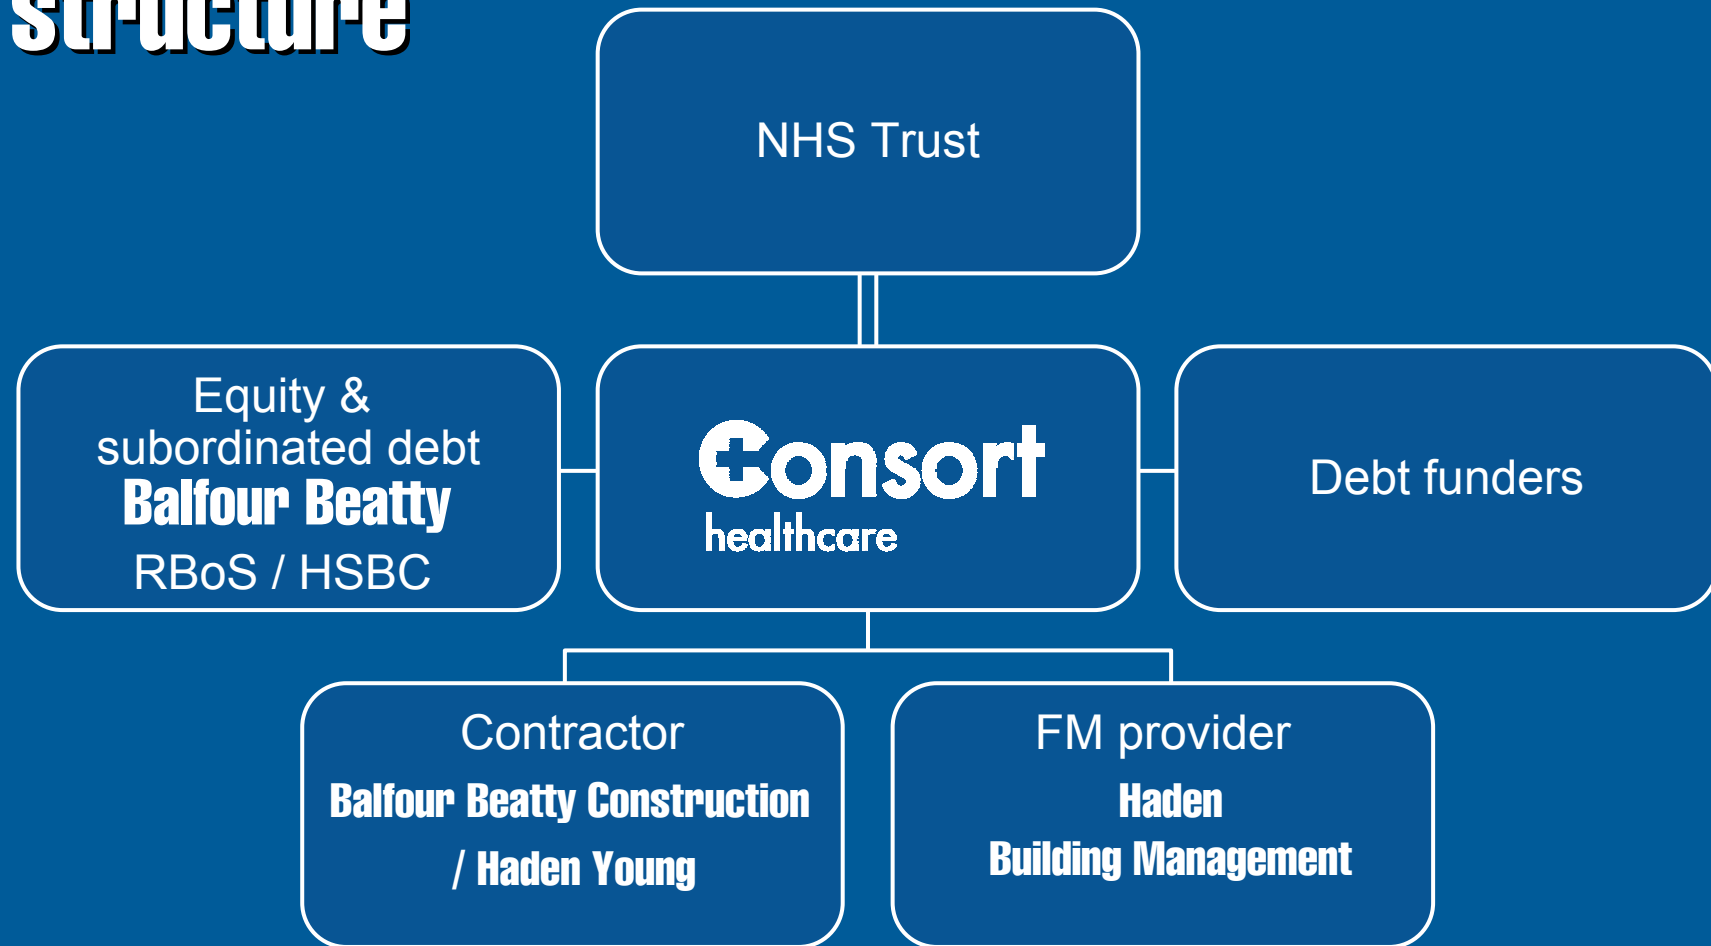 structure
NHS Trust
Equity &
subordinated debt
Balfour Beatty
RBoS / HSBC
Consort
healthcare
Debt funders
Contractor
Balfour Beatty Construction
/ Haden Young
FM provider
Haden
Building Management